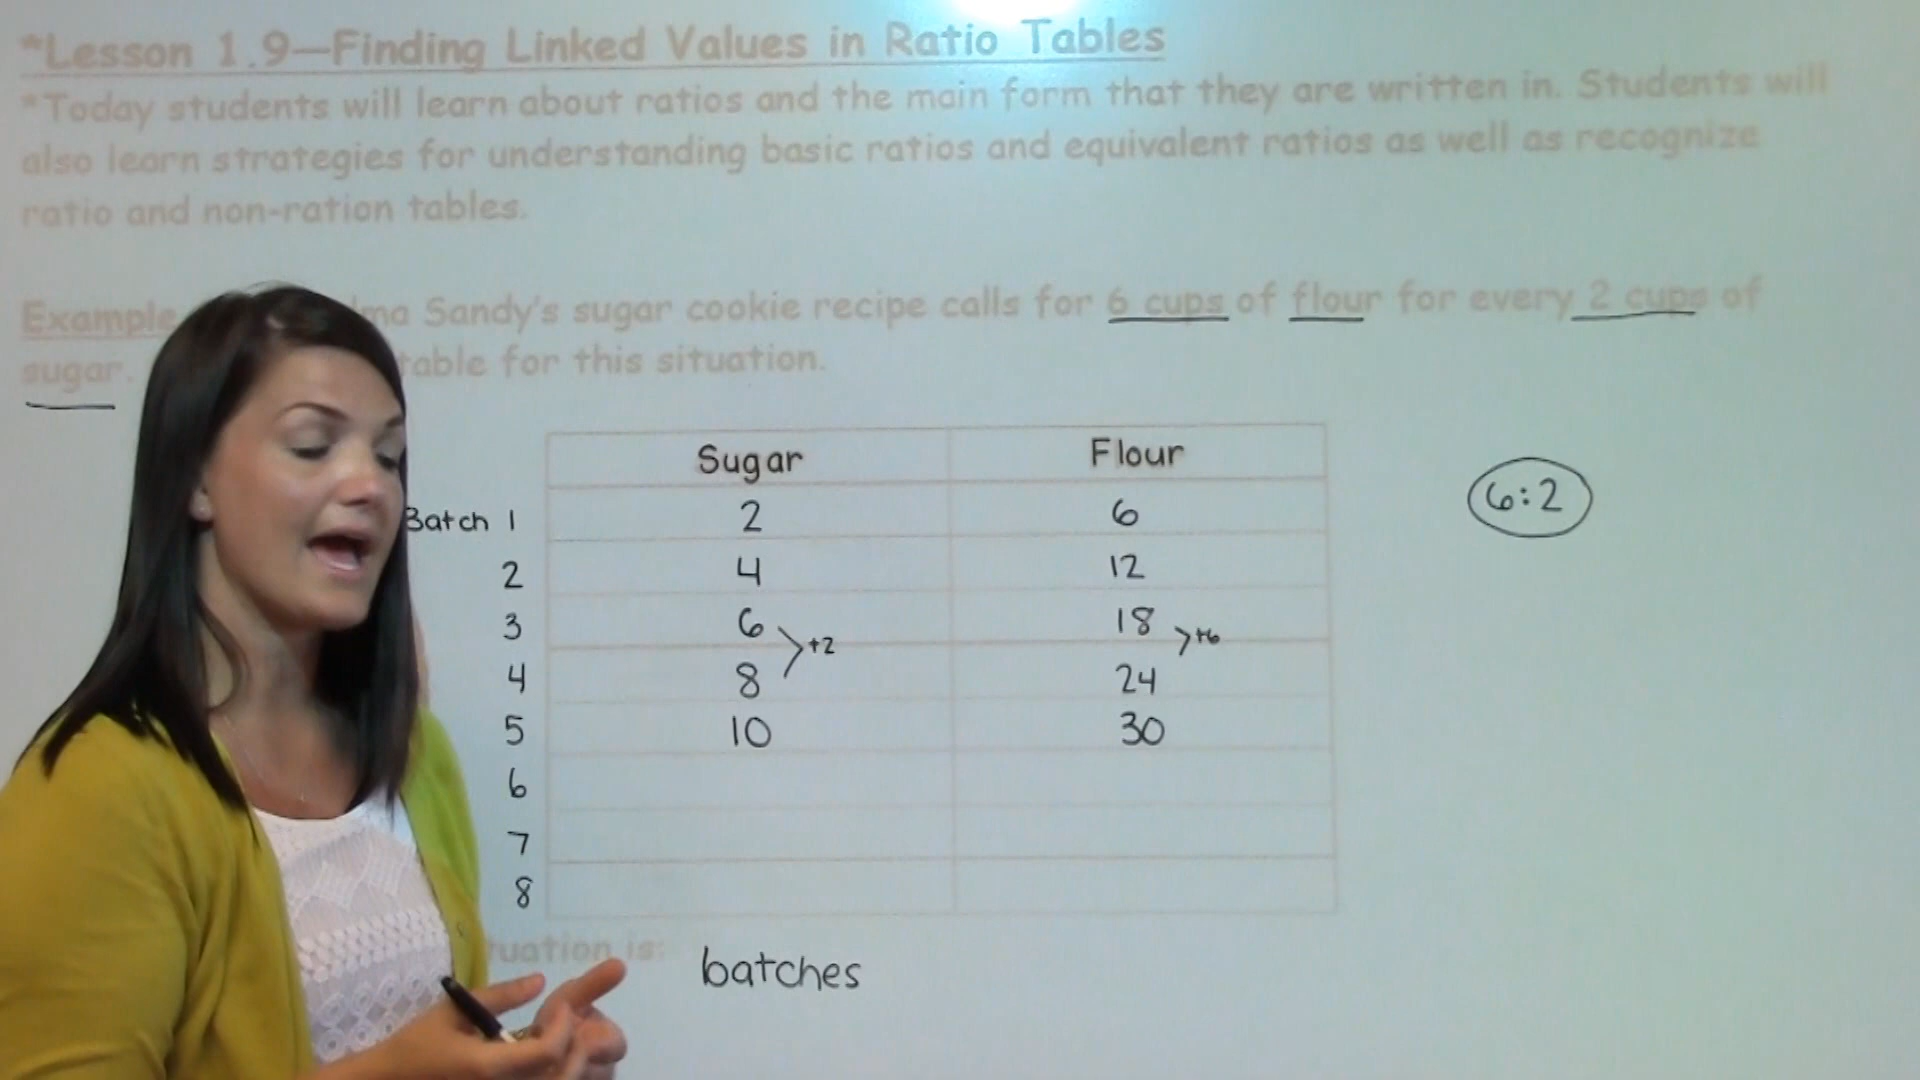 *Lesson 1.9—Finding Linked Values in Ratio Tables
*Today students will learn about ratios and the main form that they are written in. Students will
also learn strategies for understanding basic ratios and equivalent ratios as well as recognize
ratio and non-ration tables.
Example Sandy's sugar cookie recipe calls for 6 cups of flour for every 2 cups of
sugar. table for this situation.
Sugar Flour
Batch 1 2 6
6:2
2 4 12
3 6 18
+2 +6
4 8 24
5 10 30
6
7
8
is: batches